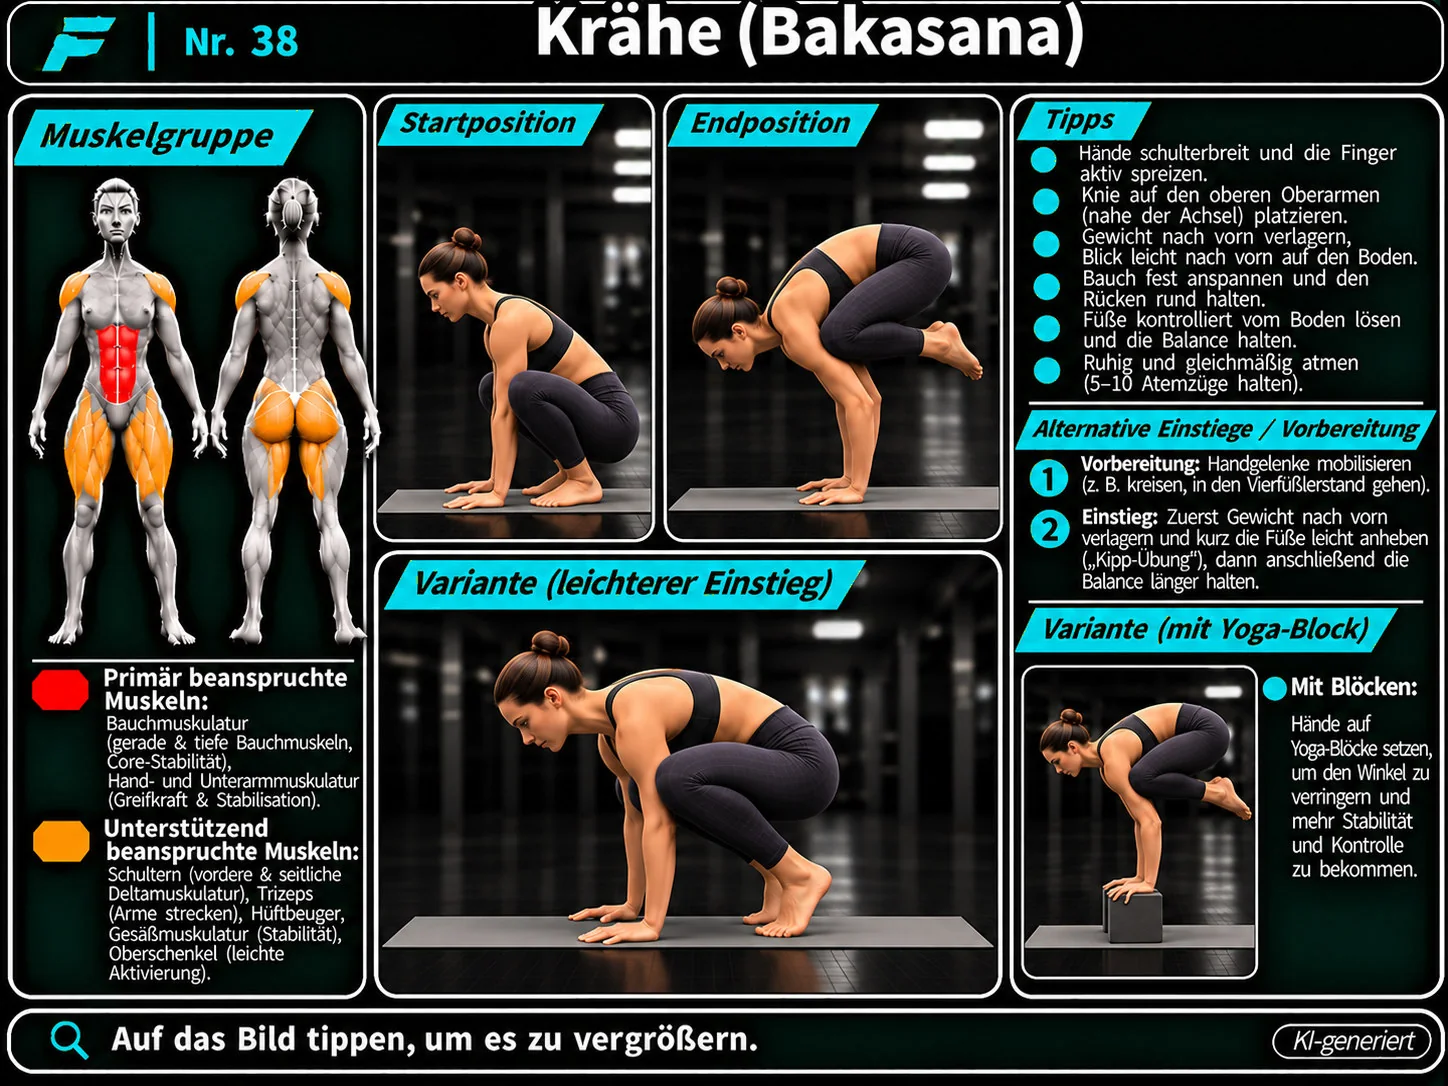 Nr. 38
Krähe (Bakasana)
Muskelgruppe
Primär beanspruchte
Muskeln:
Bauchmuskulatur
(gerade & tiefe Bauchmuskeln,
Core-Stabilität),
Hand- und Unterarmmuskulatur
(Greifkraft & Stabilisation).
Unterstützend
beanspruchte Muskeln:
Schultern (vordere & seitliche
Deltamuskulatur), Trizeps
(Arme strecken), Hüftbeuger,
Gesäßmuskulatur (Stabilität),
Oberschenkel (leichte
Aktivierung).
Startposition
Endposition
Variante (leichterer Einstieg)
Tipps
Hände schulterbreit und die Finger
aktiv spreizen.
Knie auf den oberen Oberarmen
(nahe der Achsel) platzieren.
Gewicht nach vorn verlagern,
Blick leicht nach vorn auf den Boden.
Bauch fest anspannen und den
Rücken rund halten.
Füße kontrolliert vom Boden lösen
und die Balance halten.
Ruhig und gleichmäßig atmen
(5–10 Atemzüge halten).
Alternative Einstiege / Vorbereitung
1 Vorbereitung: Handgelenke mobilisieren
(z. B. kreisen, in den Vierfüßlerstand gehen).
2 Einstieg: Zuerst Gewicht nach vorn
verlagern und kurz die Füße leicht anheben
(„Kipp-Übung"), dann anschließend die
Balance länger halten.
Variante (mit Yoga-Block)
Mit Blöcken:
Hände auf
Yoga-Blöcke setzen,
um den Winkel zu
verringern und
mehr Stabilität
und Kontrolle
zu bekommen.
Auf das Bild tippen, um es zu vergrößern.
KI-generiert